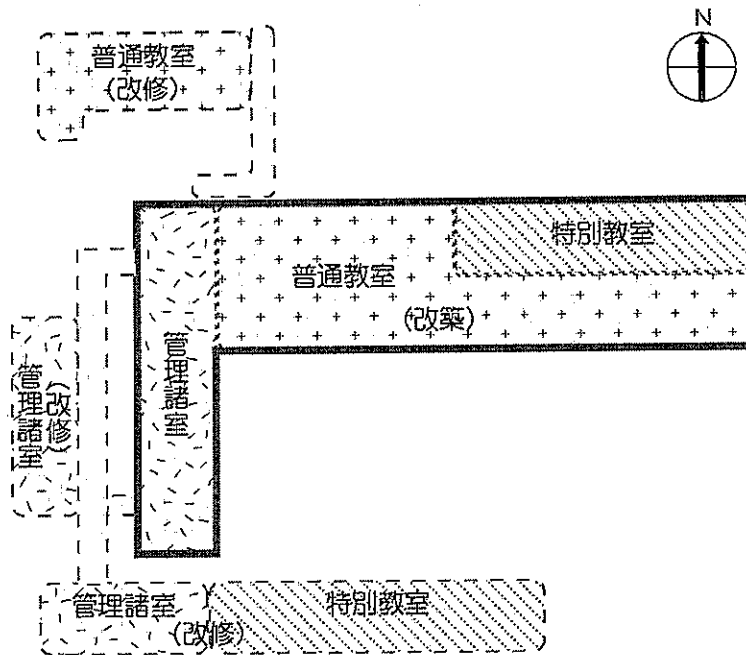 N
普通教室
(改修)
特別教室
普通教室
(改築)
管理諸室
管理諸室
(改修)
管理諸室
特別教室
(改修)